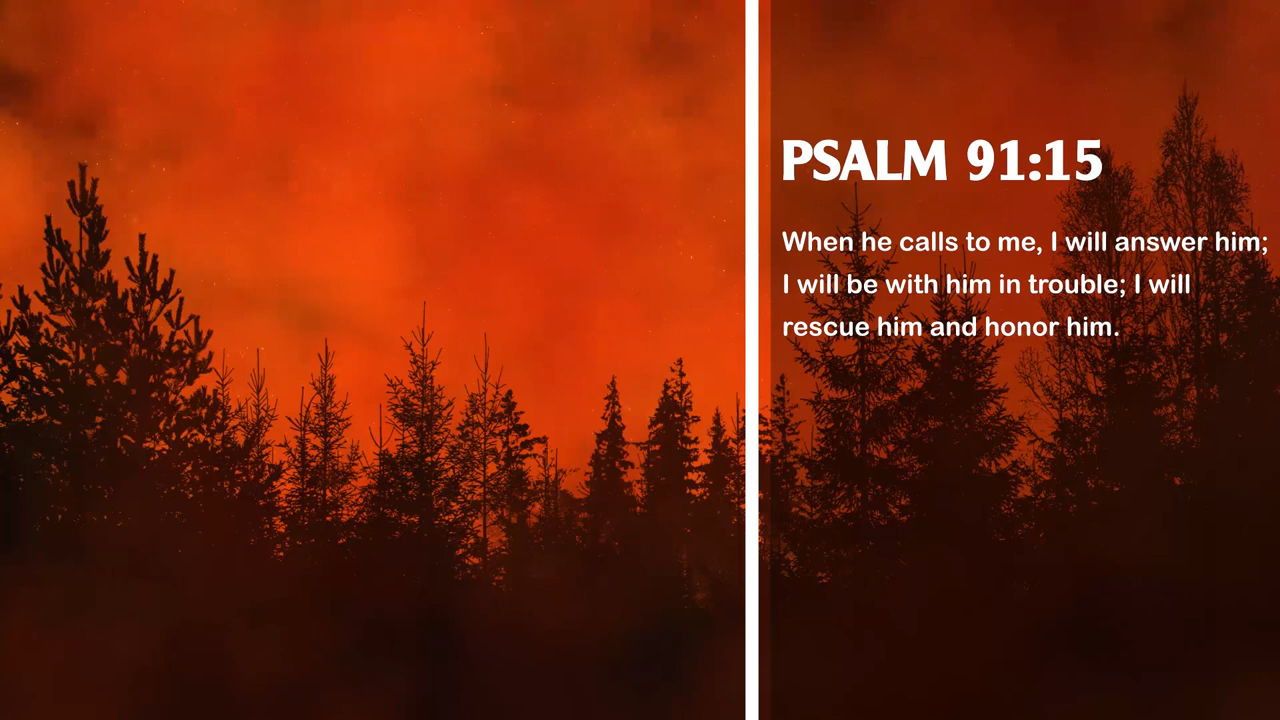 PSALM 91:15
When he calls to me, I will answer him;
I will be with him in trouble; I will
rescue him and honor him.